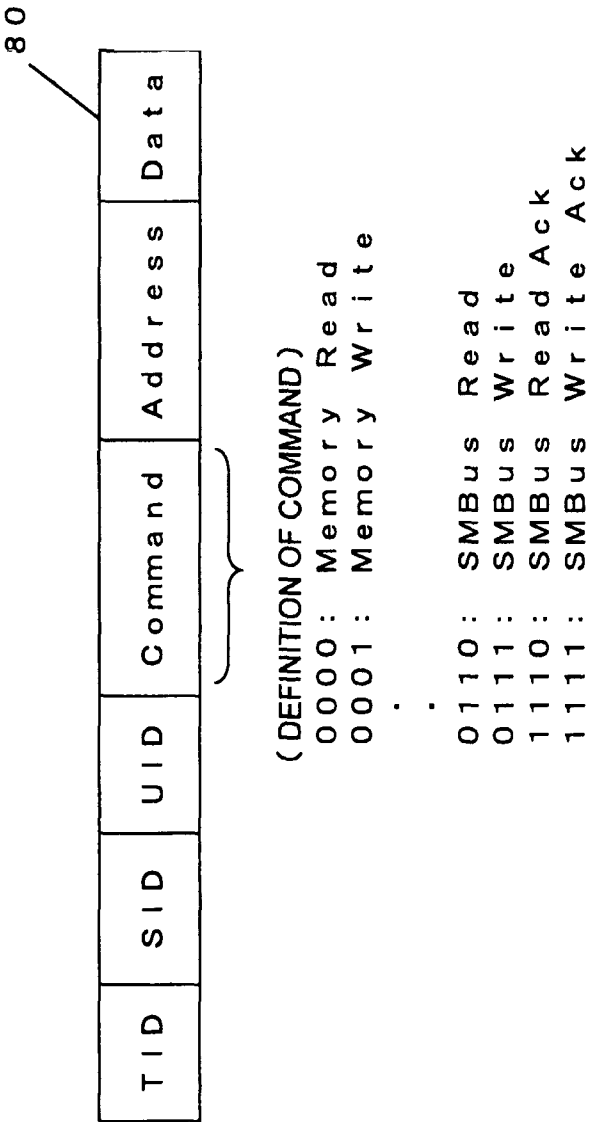 80
TID SID UID Command Address Data
(DEFINITION OF COMMAND)
0000: Memory Read
0001: Memory Write
.
.
0110: SMBus Read
0111: SMBus Write
1110: SMBus Read Ack
1111: SMBus Write Ack